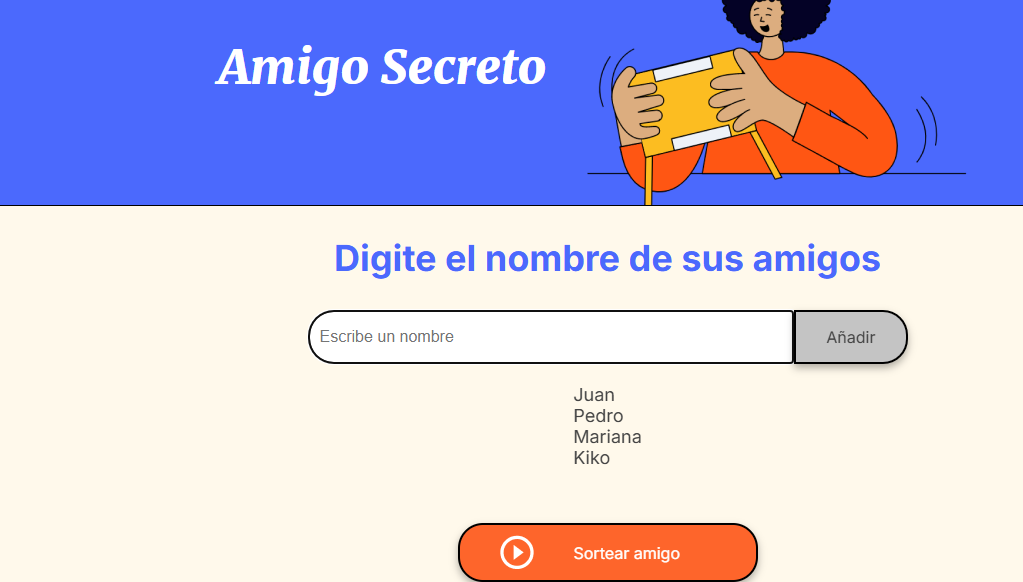 Amigo Secreto
Digite el nombre de sus amigos
Escribe un nombre
Añadir
Juan
Pedro
Mariana
Kiko
Sortear amigo